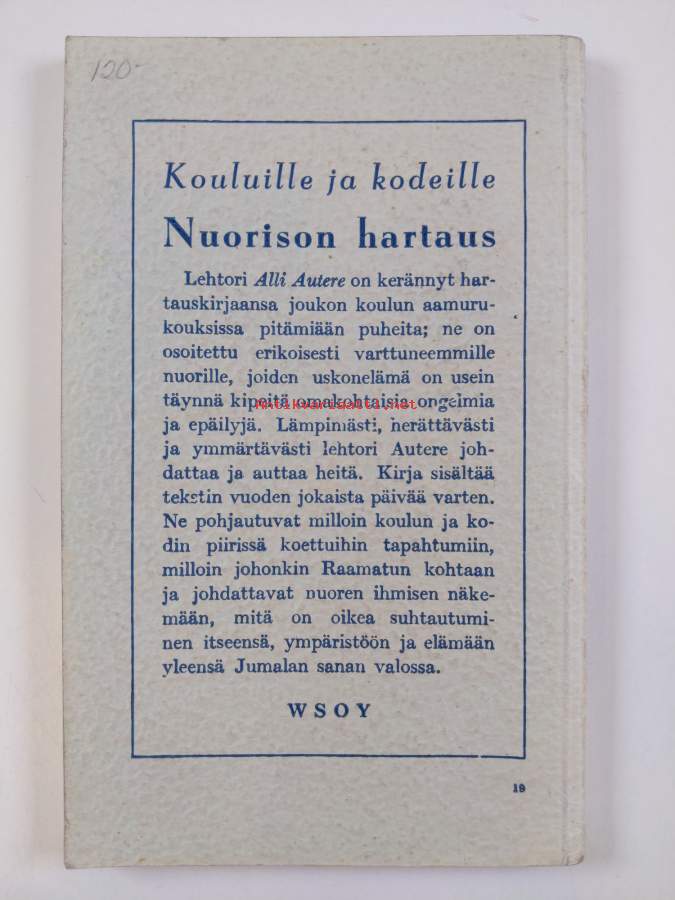 120-
Kouluille ja kodeille
Nuorison hartaus
Lehtori Alli Autere on kerännyt har-
tauskirjaansa joukon koulun aamuru-
kouksissa pitämiään puheita; ne on
osoitettu erikoisesti varttuneemmille
nuorille, joiden uskonelämä on usein
täynnä kipeitä omakohtaisia ongelmia
Antikvariaatti.net
ja epäilyjä. Lämpimästi, herättävästi
ja ymmärtävästi lehtori Autere joh-
dattaa ja auttaa heitä. Kirja sisältää
tekstin vuoden jokaista päivää varten.
Ne pohjautuvat milloin koulun ja ko-
din piirissä koettuihin tapahtumiin,
milloin johonkin Raamatun kohtaan
ja johdattavat nuoren ihmisen näke-
mään, mitä on oikea suhtautumi-
nen itseensä, ympäristöön ja elämään
yleensä Jumalan sanan valossa.
WSOY
19